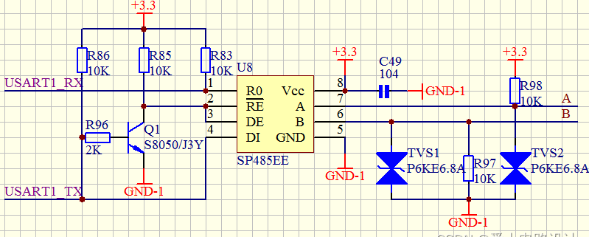 +3.3
R86
10K
R85
10K
R83
10K
U8
USART1_RX
1
R0
2
RE
3
DE
4
DI
Vcc
8
A
7
B
6
GND
5
SP485EE
R96
2K
Q1
S8050/J3Y
GND-1
USART1_TX
+3.3
C49
104
GND-1
+3.3
R98
10K
A
B
GND-1
TVS1
P6KE6.8A
R97
10K
TVS2
P6KE6.8A
GND-1